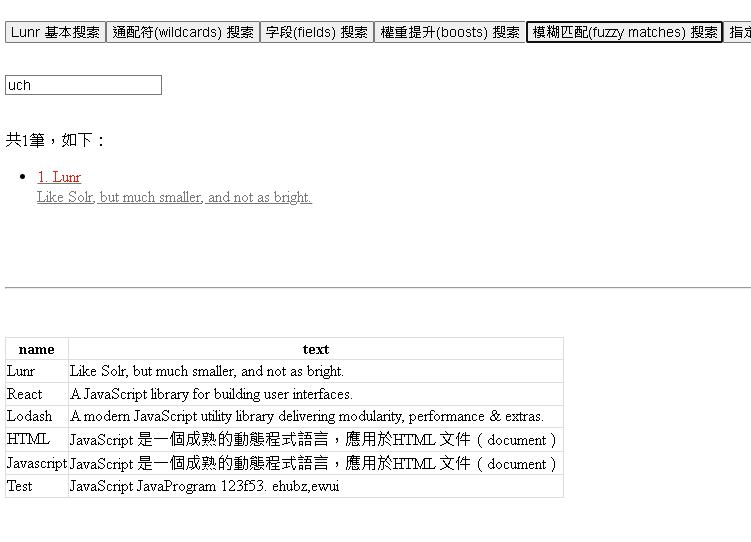 Lunr 基本搜索 通配符(wildcards) 搜索 字段(fields) 搜索 權重提升(boosts) 搜索 模糊匹配(fuzzy matches) 搜索 指定
uch
共1筆，如下：
1. Lunr
Like Solr, but much smaller, and not as bright.
name text
Lunr Like Solr, but much smaller, and not as bright.
React A JavaScript library for building user interfaces.
Lodash A modern JavaScript utility library delivering modularity, performance & extras.
HTML JavaScript 是一個成熟的動態程式語言，應用於HTML 文件（document）
Javascript JavaScript 是一個成熟的動態程式語言，應用於HTML 文件（document）
Test JavaScript JavaProgram 123f53. ehubz,ewui